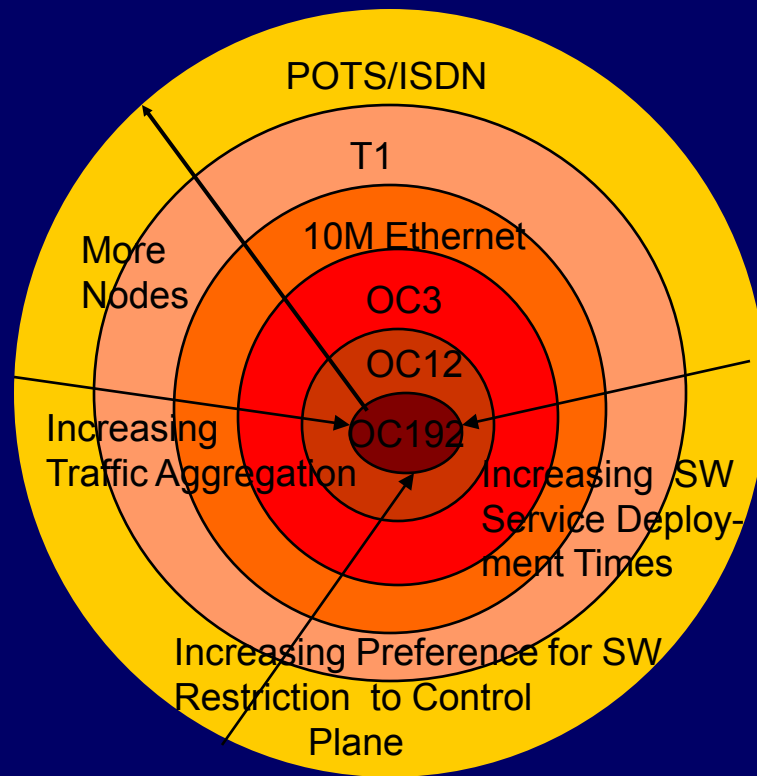 POTS/ISDN
T1
10M Ethernet
More
Nodes
OC3
OC12
OC192
Increasing
Traffic Aggregation
Increasing SW
Service Deploy-
ment Times
Increasing Preference for SW
Restriction to Control
Plane